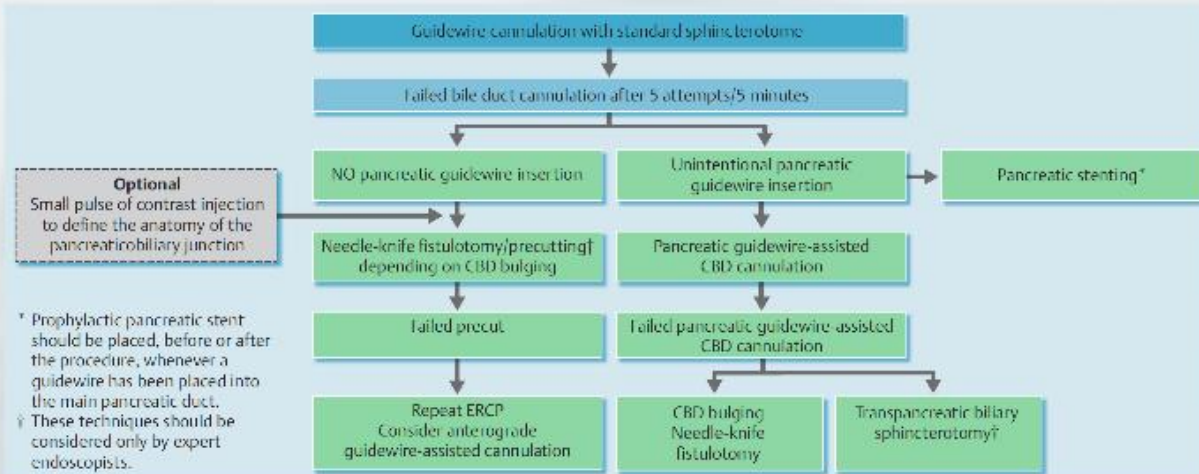 Guidewire cannulation with standard sphincterotome
Failed bile duct cannulation after 5 attempts/5 minutes
NO pancreatic guidewire insertion
Unintentional pancreatic
guidewire insertion
Pancreatic stenting*
Optional
Small pulse of contrast injection
to define the anatomy of the
pancreaticobiliary junction
Needle-knife fistulotomy/precutting†
depending on CBD bulging
Pancreatic guidewire-assisted
CBD cannulation
Failed precut
Failed pancreatic guidewire-assisted
CBD cannulation
Repeat ERCP
Consider anterograde
guidewire-assisted cannulation
CBD bulging
Needle-knife
fistulotomy
Transpancreatic biliary
sphincterotomy†
* Prophylactic pancreatic stent
should be placed, before or after
the procedure, whenever a
guidewire has been placed into
the main pancreatic duct.
† These techniques should be
considered only by expert
endoscopists.